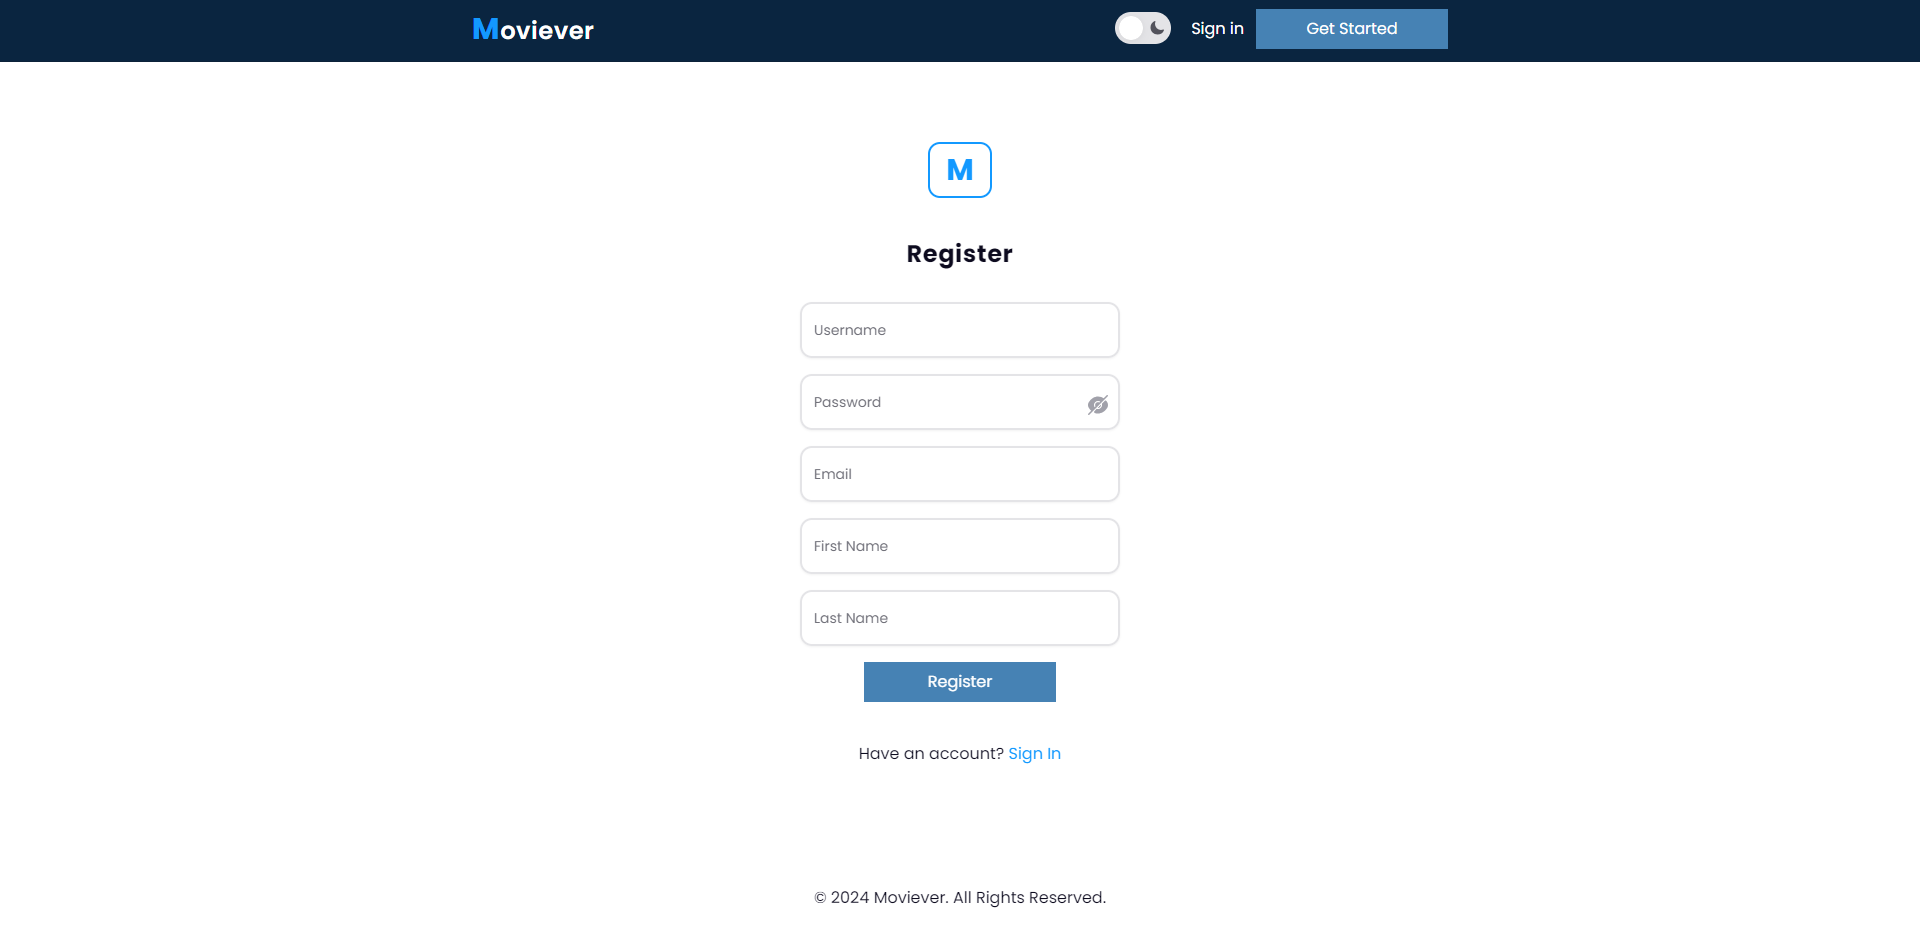 Moviever
Sign in
Get Started
M
Register
Username
Password
Email
First Name
Last Name
Register
Have an account? Sign In
© 2024 Moviever. All Rights Reserved.